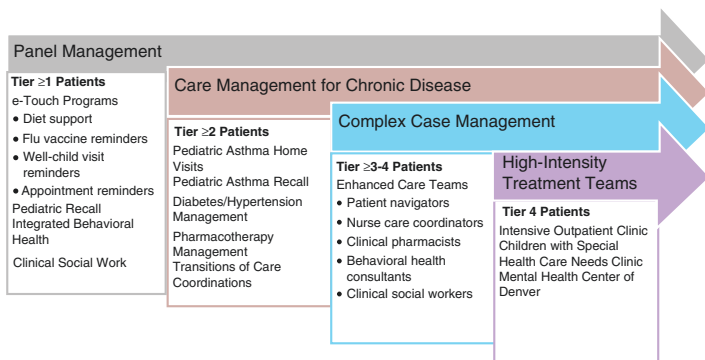 Panel Management
Tier ≥1 Patients
e-Touch Programs
• Diet support
• Flu vaccine reminders
• Well-child visit
reminders
• Appointment reminders
Pediatric Recall
Integrated Behavioral
Health
Clinical Social Work
Care Management for Chronic Disease
Tier ≥2 Patients
Pediatric Asthma Home
Visits
Pediatric Asthma Recall
Diabetes/Hypertension
Management
Pharmacotherapy
Management
Transitions of Care
Coordinations
Complex Case Management
Tier ≥3-4 Patients
Enhanced Care Teams
• Patient navigators
• Nurse care coordinators
• Clinical pharmacists
• Behavioral health
consultants
• Clinical social workers
High-Intensity
Treatment Teams
Tier 4 Patients
Intensive Outpatient Clinic
Children with Special
Health Care Needs Clinic
Mental Health Center of
Denver